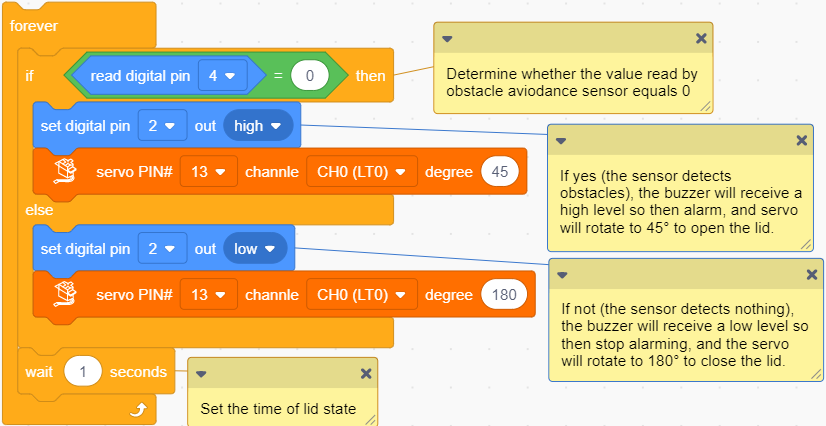 forever
if read digital pin 4 = 0 then
Determine whether the value read by
obstacle aviodance sensor equals 0
set digital pin 2 out high
servo PIN# 13 channle CH0 (LT0) degree 45
If yes (the sensor detects
obstacles), the buzzer will receive a
high level so then alarm, and servo
will rotate to 45° to open the lid.
else
set digital pin 2 out low
servo PIN# 13 channle CH0 (LT0) degree 180
If not (the sensor detects nothing),
the buzzer will receive a low level so
then stop alarming, and the servo
will rotate to 180° to close the lid.
wait 1 seconds
Set the time of lid state